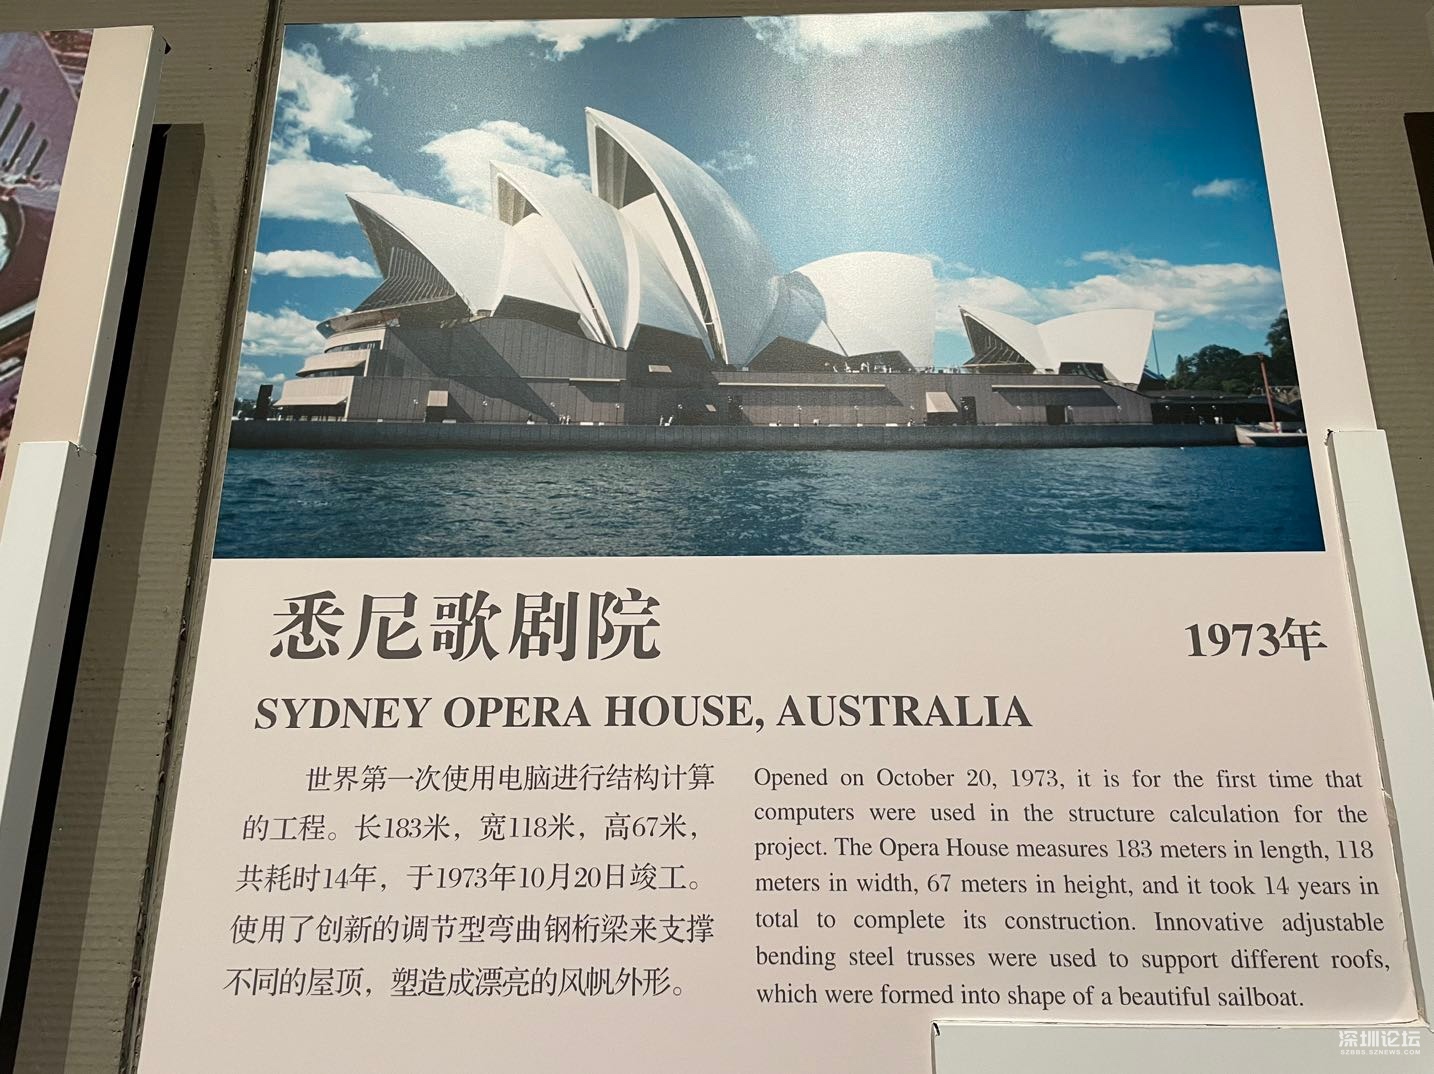 悉尼歌剧院
1973年
SYDNEY OPERA HOUSE, AUSTRALIA
世界第一次使用电脑进行结构计算
的工程。长183米，宽118米，高67米，
共耗时14年，于1973年10月20日竣工。
使用了创新的调节型弯曲钢桁梁来支撑
不同的屋顶，塑造成漂亮的风帆外形。
Opened on October 20, 1973, it is for the first time that
computers were used in the structure calculation for the
project. The Opera House measures 183 meters in length, 118
meters in width, 67 meters in height, and it took 14 years in
total to complete its construction. Innovative adjustable
bending steel trusses were used to support different roofs,
which were formed into shape of a beautiful sailboat.
深圳论坛
SZBBS.SZNEWS.COM